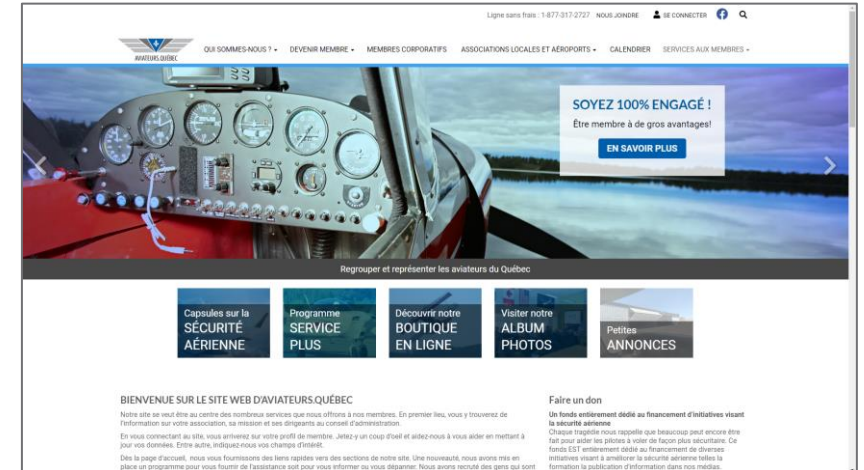 Ligne sans frais : 1-877-317-2737 NOUS JOINDRE SE CONNECTER
AVIATEURS.QUÉBEC
QUI SOMMES-NOUS ? DEVENIR MEMBRE MEMBRES CORPORATIFS ASSOCIATIONS LOCALES ET AÉROPORTS CALENDRIER SERVICES AUX MEMBRES
SOYEZ 100% ENGAGÉ !
Être membre à de gros avantages!
EN SAVOIR PLUS
Regrouper et représenter les aviateurs du Québec
Capsules sur la
SÉCURITÉ
AÉRIENNE
Programme
SERVICE
PLUS
Découvrir notre
BOUTIQUE
EN LIGNE
Visiter notre
ALBUM
PHOTOS
Petites
ANNONCES
BIENVENUE SUR LE SITE WEB D'AVIATEURS.QUÉBEC
Notre site se veut être au centre des nombreux services que nous offrons à nos membres. En premier lieu, vous y trouverez de
l'information sur votre association, sa mission et ses dirigeants au conseil d'administration.
En vous connectant au site, vous arriverez sur votre profil de membre. Jetez-y un coup d'oeil et aidez-nous à vous aider en mettant à
jour vos données. Entre autre, indiquez-nous vos champs d'intérêt.
Dès la page d'accueil, nous vous fournissons des liens rapides vers des sections de notre site. Une nouveauté, nous avons mis en
place un programme pour vous fournir de l'assistance soit pour vous informer ou vous dépanner. Nous avons recruté des gens qui sont
Faire un don
Un fonds entièrement dédié au financement d'initiatives visant
la sécurité aérienne
Chaque tragédie nous rappelle que beaucoup peut encore être
fait pour aider les pilotes à voler de façon plus sécuritaire. Ce
fonds EST entièrement dédié au financement de diverses
initiatives visant à améliorer la sécurité aérienne telles la
formation la publication d'information dans nos médias.